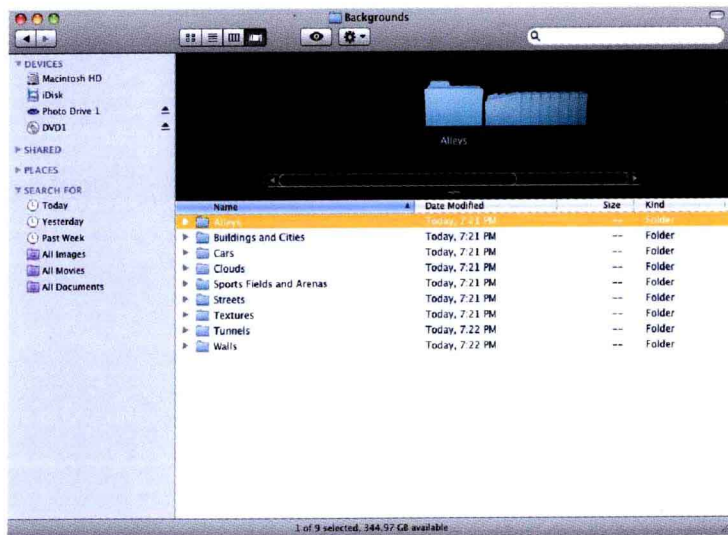 Backgrounds
DEVICES
Macintosh HD
iDisk
Photo Drive 1
DVD1
SHARED
PLACES
SEARCH FOR
Today
Yesterday
Past Week
All Images
All Movies
All Documents
Alleys
Name Date Modified Size Kind
Alleys Today, 7:21 PM -- Folder
Buildings and Cities Today, 7:21 PM -- Folder
Cars Today, 7:21 PM -- Folder
Clouds Today, 7:21 PM -- Folder
Sports Fields and Arenas Today, 7:21 PM -- Folder
Streets Today, 7:21 PM -- Folder
Textures Today, 7:21 PM -- Folder
Tunnels Today, 7:22 PM -- Folder
Walls Today, 7:22 PM -- Folder
1 of 9 selected, 344.97 GB available